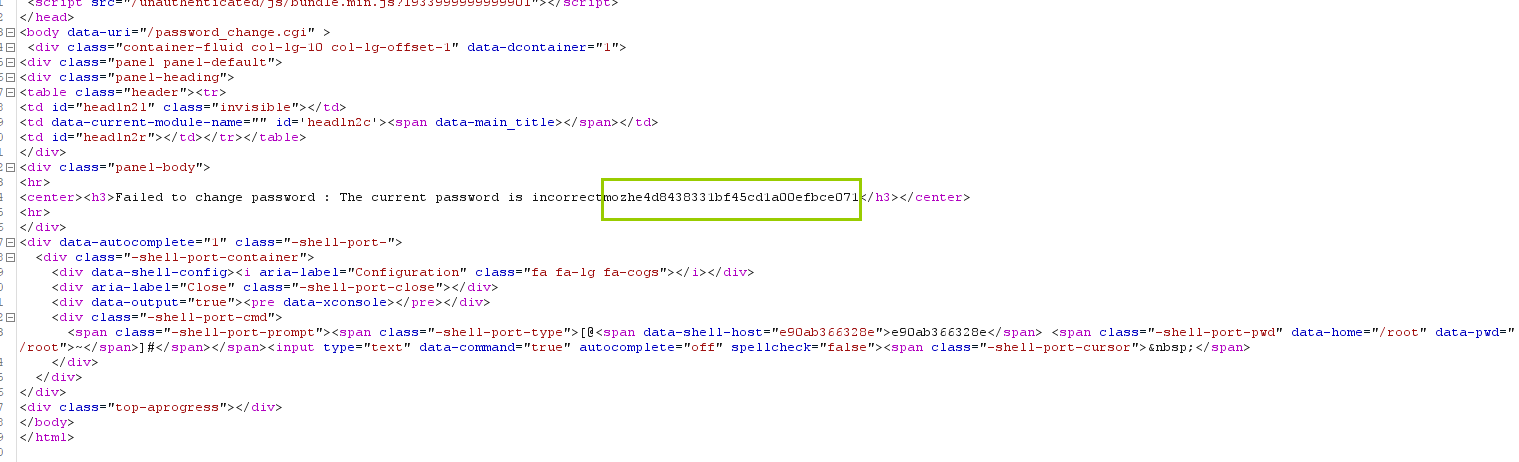 <script src="/unauthenticated/js/bundle.min.js?1933999999999901"></script>
</head>
<body data-uri="/password_change.cgi" >
<div class="container-fluid col-lg-10 col-lg-offset-1" data-dcontainer="1">
<div class="panel panel-default">
<div class="panel-heading">
<table class="header"><tr>
<td id="headln2l" class="invisible"></td>
<td data-current-module-name="" id='headln2c'><span data-main_title></span></td>
<td id="headln2r"></td></tr></table>
</div>
<div class="panel-body">
<hr>
<center><h3>Failed to change password : The current password is incorrectmozhe4d8438331bf45cd1a00efbce071</h3></center>
<hr>
</div>
<div data-autocomplete="1" class="-shell-port-">
<div class="-shell-port-container">
<div data-shell-config><i aria-label="Configuration" class="fa fa-lg fa-cogs"></i></div>
<div aria-label="Close" class="-shell-port-close"></div>
<div data-output="true"><pre data-xconsole></pre></div>
<div class="-shell-port-cmd">
<span class="-shell-port-prompt"><span class="-shell-port-type">[@<span data-shell-host="e90ab366328e">e90ab366328e</span> <span class="-shell-port-pwd" data-home="/root" data-pwd="
/root">~</span>]#</span></span><input type="text" data-command="true" autocomplete="off" spellcheck="false"><span class="-shell-port-cursor">&nbsp;</span>
</div>
</div>
</div>
<div class="top-aprogress"></div>
</body>
</html>